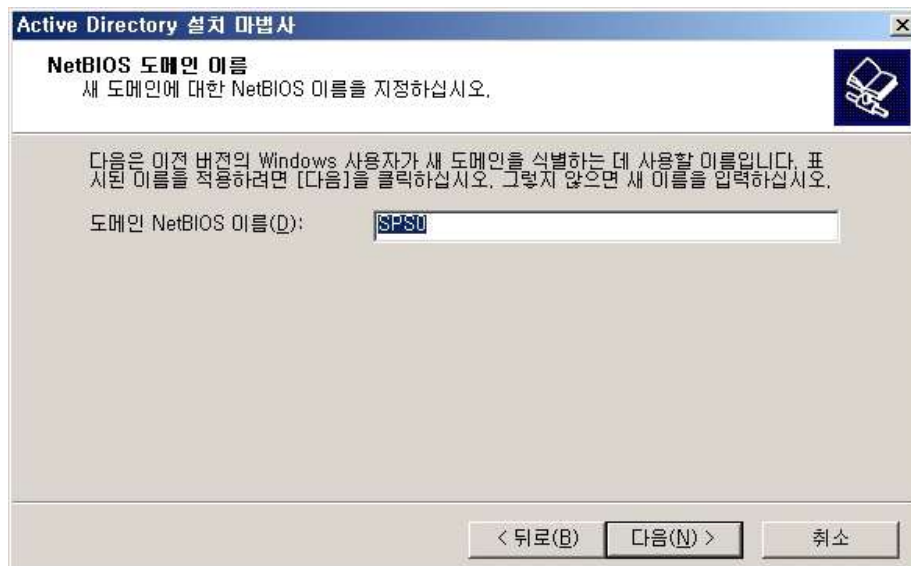 Active Directory 설치 마법사
NetBIOS 도메인 이름
새 도메인에 대한 NetBIOS 이름을 지정하십시오.
다음은 이전 버전의 Windows 사용자가 새 도메인을 식별하는 데 사용할 이름입니다. 표
시된 이름을 적용하려면 [다음]을 클릭하십시오. 그렇지 않으면 새 이름을 입력하십시오.
도메인 NetBIOS 이름(D): SPS0
< 뒤로(B) 다음(N) > 취소